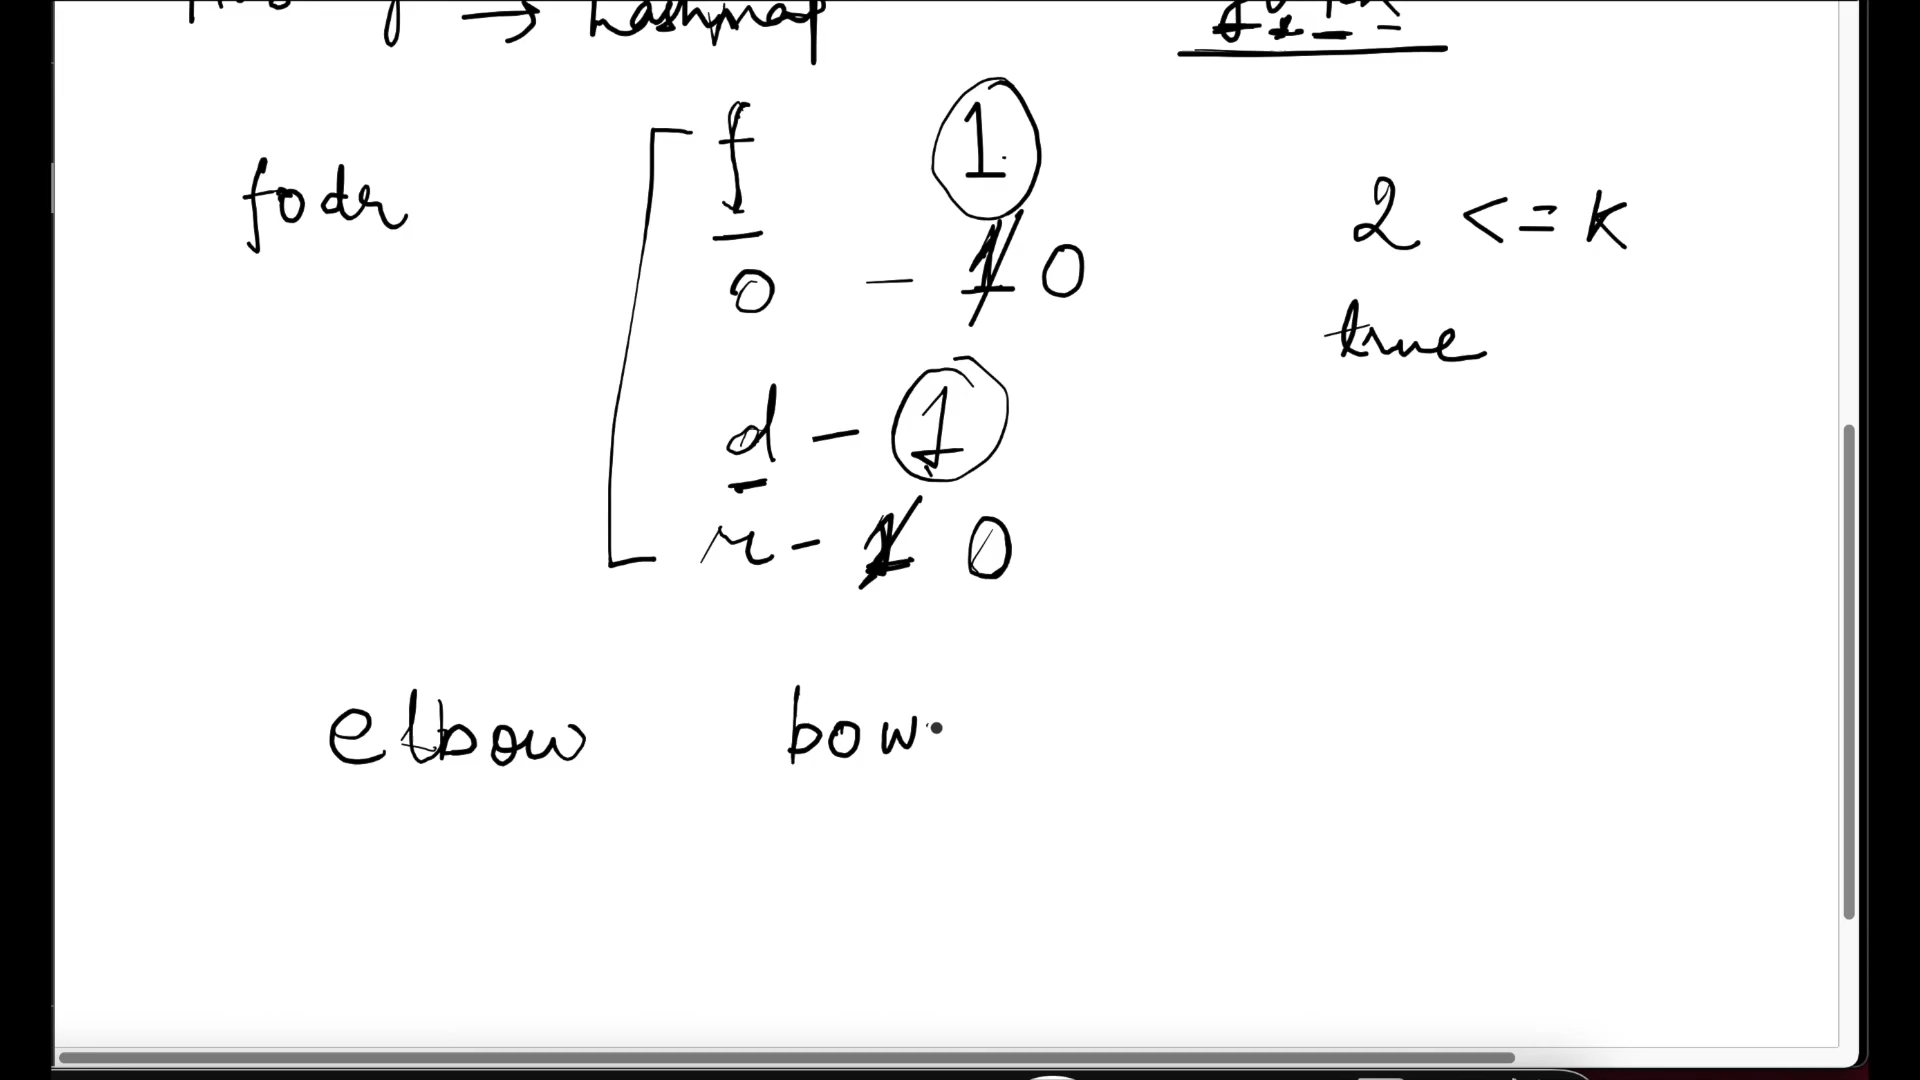 → hashmap
fodr
f 1
o - 1 0
d - 1
r - 1 0
2 <= K
true
elbow bow